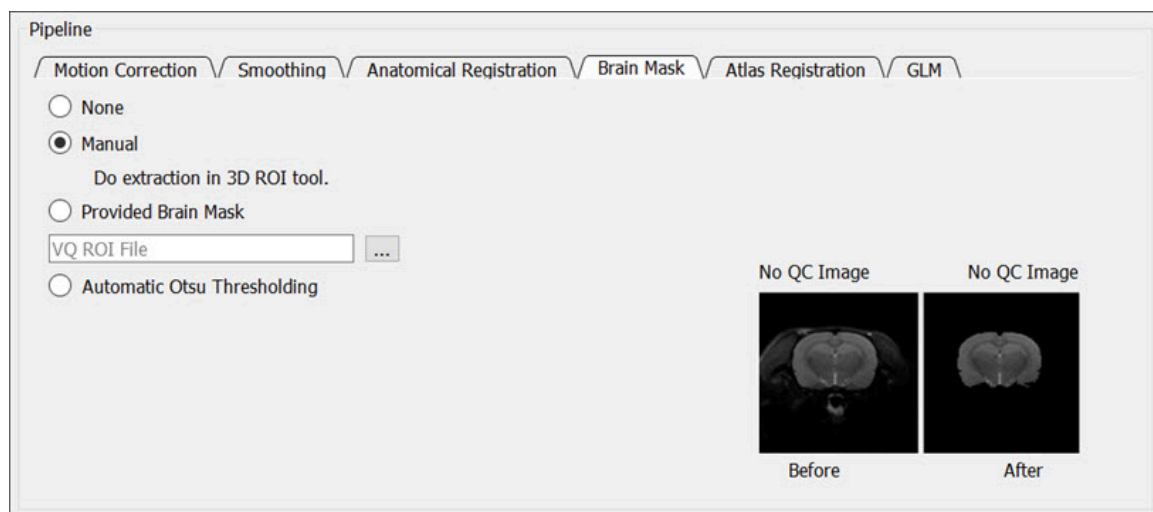 Pipeline
Motion Correction Smoothing Anatomical Registration Brain Mask Atlas Registration GLM
None
Manual
Do extraction in 3D ROI tool.
Provided Brain Mask
VQ ROI File ...
Automatic Otsu Thresholding
No QC Image No QC Image
Before After